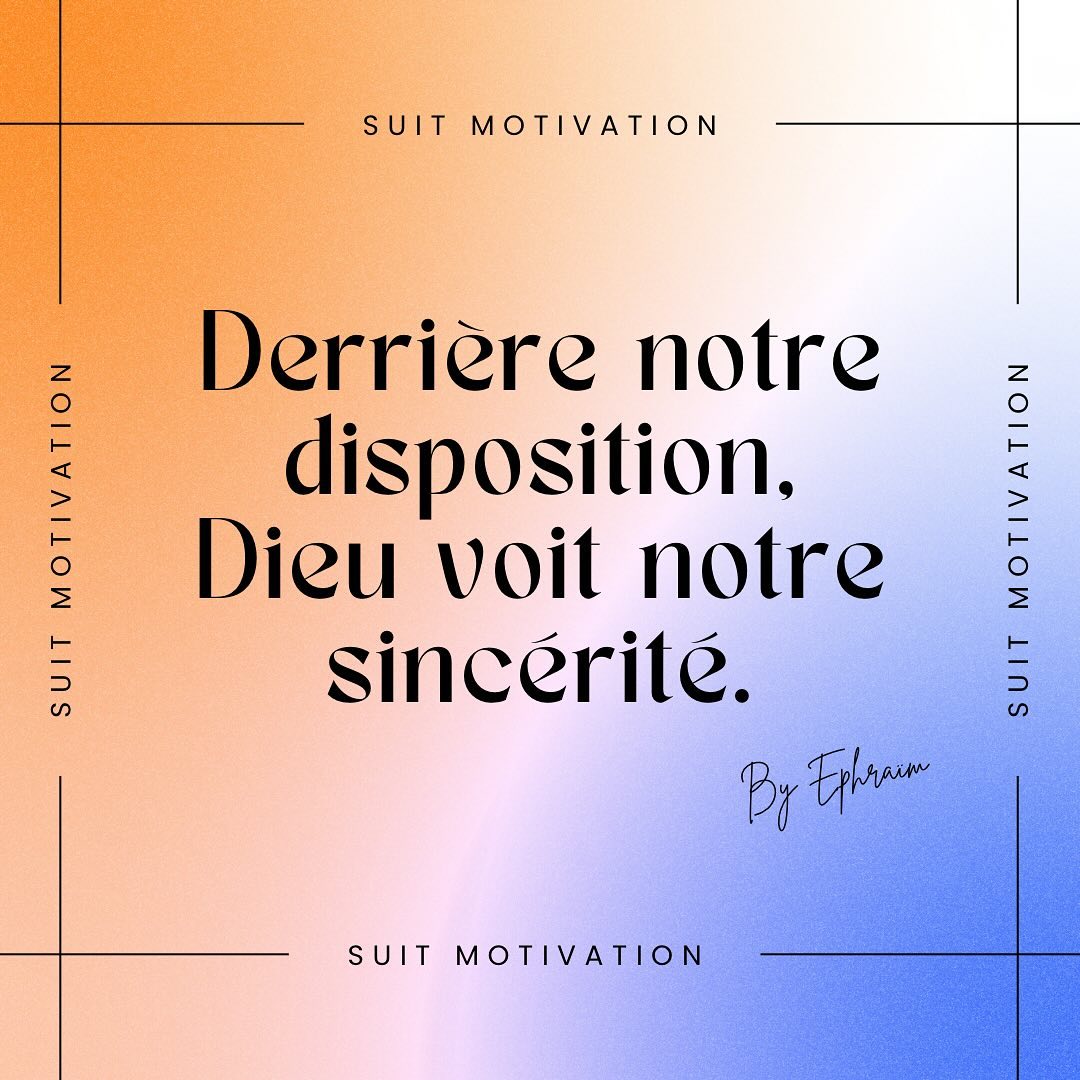 SUIT MOTIVATION
SUIT MOTIVATION
Derrière notre
disposition,
Dieu voit notre
sincérité.
SUIT MOTIVATION
By Ephraïm
SUIT MOTIVATION